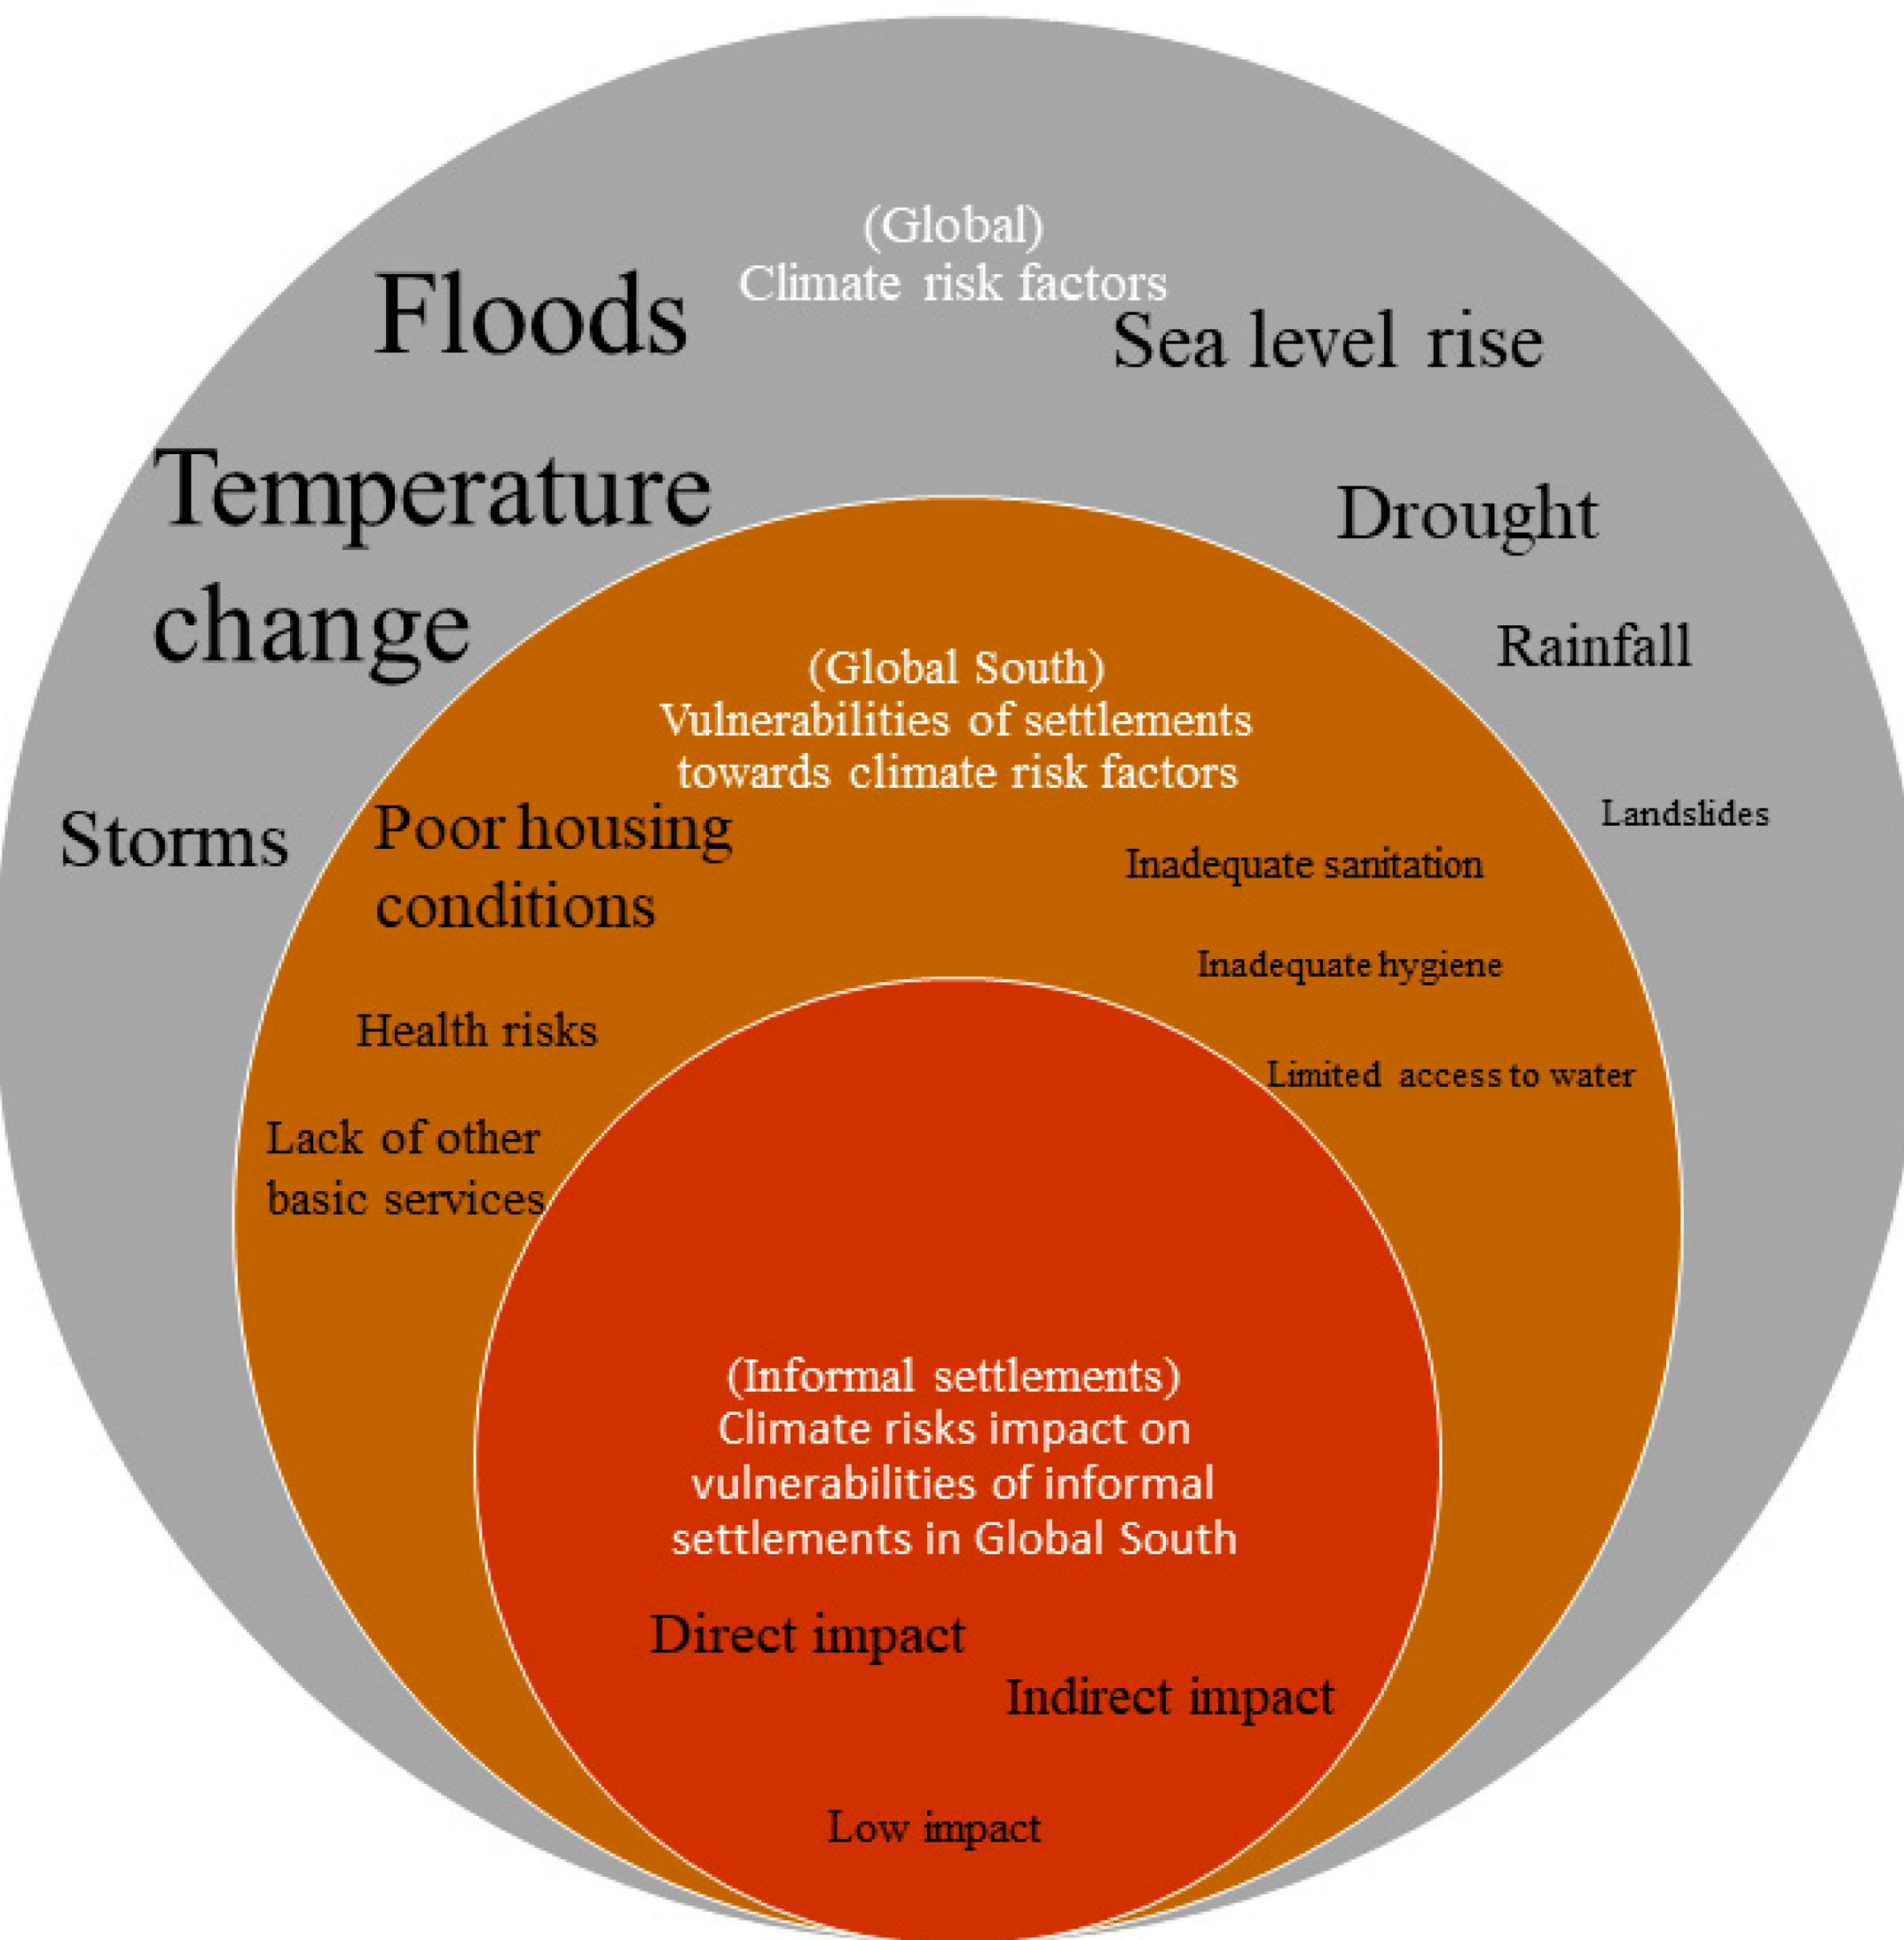 (Global)
Climate risk factors
Floods
Sea level rise
Temperature
change
Drought
Rainfall
Storms
Landslides
(Global South)
Vulnerabilities of settlements
towards climate risk factors
Poor housing
conditions
Inadequate sanitation
Inadequate hygiene
Health risks
Limited access to water
Lack of other
basic services
(Informal settlements)
Climate risks impact on
vulnerabilities of informal
settlements in Global South
Direct impact
Indirect impact
Low impact